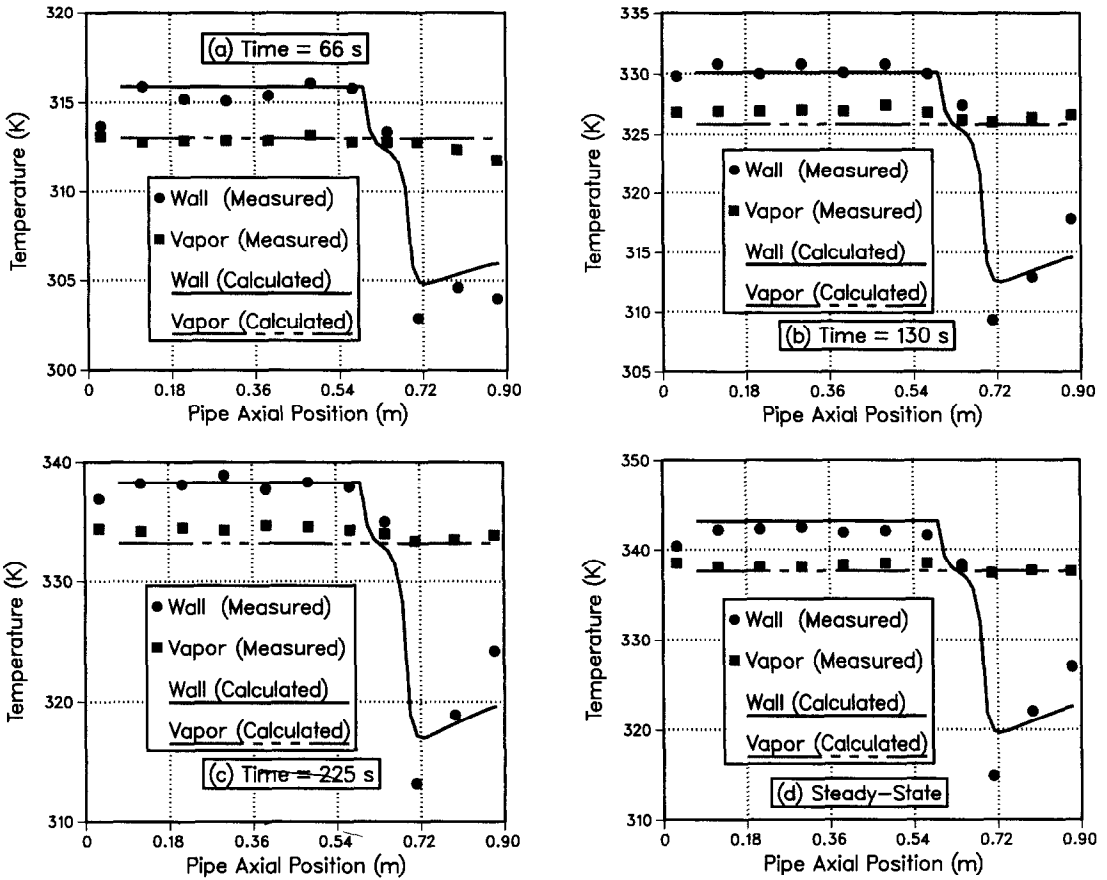 320
315
310
305
300
Temperature (K)
(a) Time = 66 s
Wall (Measured)
Vapor (Measured)
Wall (Calculated)
Vapor (Calculated)
0 0.18 0.36 0.54 0.72 0.90
Pipe Axial Position (m)
335
330
325
320
315
310
305
Temperature (K)
Wall (Measured)
Vapor (Measured)
Wall (Calculated)
Vapor (Calculated)
(b) Time = 130 s
0 0.18 0.36 0.54 0.72 0.90
Pipe Axial Position (m)
340
330
320
310
Temperature (K)
Wall (Measured)
Vapor (Measured)
Wall (Calculated)
Vapor (Calculated)
(c) Time = 225 s
0 0.18 0.36 0.54 0.72 0.90
Pipe Axial Position (m)
350
340
330
320
310
Temperature (K)
Wall (Measured)
Vapor (Measured)
Wall (Calculated)
Vapor (Calculated)
(d) Steady-State
0 0.18 0.36 0.54 0.72 0.90
Pipe Axial Position (m)